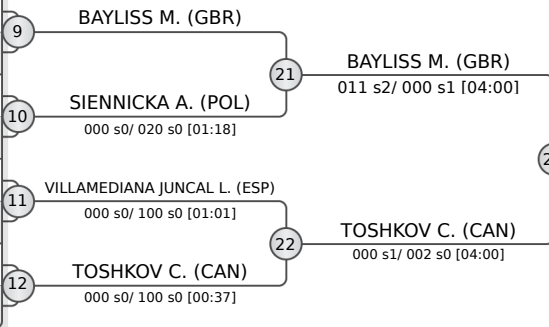 BAYLISS M. (GBR)
9
21
BAYLISS M. (GBR)
011 s2/ 000 s1 [04:00]
SIENNICKA A. (POL)
10
000 s0/ 020 s0 [01:18]
VILLAMEDIANA JUNCAL L. (ESP)
11
000 s0/ 100 s0 [01:01]
22
TOSHKOV C. (CAN)
000 s1/ 002 s0 [04:00]
TOSHKOV C. (CAN)
12
000 s0/ 100 s0 [00:37]